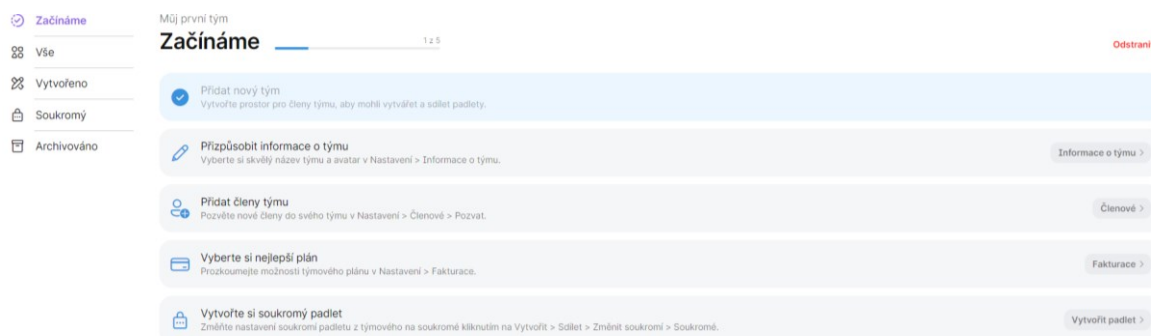 Začínáme
Vše
Vytvořeno
Soukromý
Archivováno
Můj první tým
Začínáme 1 z 5
Odstranit
Přidat nový tým
Vytvořte prostor pro členy týmu, aby mohli vytvářet a sdílet padlety.
Přizpůsobit informace o týmu
Vyberte si skvělý název týmu a avatar v Nastavení > Informace o týmu.
Informace o týmu >
Přidat členy týmu
Pozvěte nové členy do svého týmu v Nastavení > Členové > Pozvat.
Členové >
Vyberte si nejlepší plán
Prozkoumejte možnosti týmového plánu v Nastavení > Fakturace.
Fakturace >
Vytvořte si soukromý padlet
Změňte nastavení soukromí padletu z týmového na soukromé kliknutím na Vytvořit > Sdílet > Změnit soukromí > Soukromé.
Vytvořit padlet >